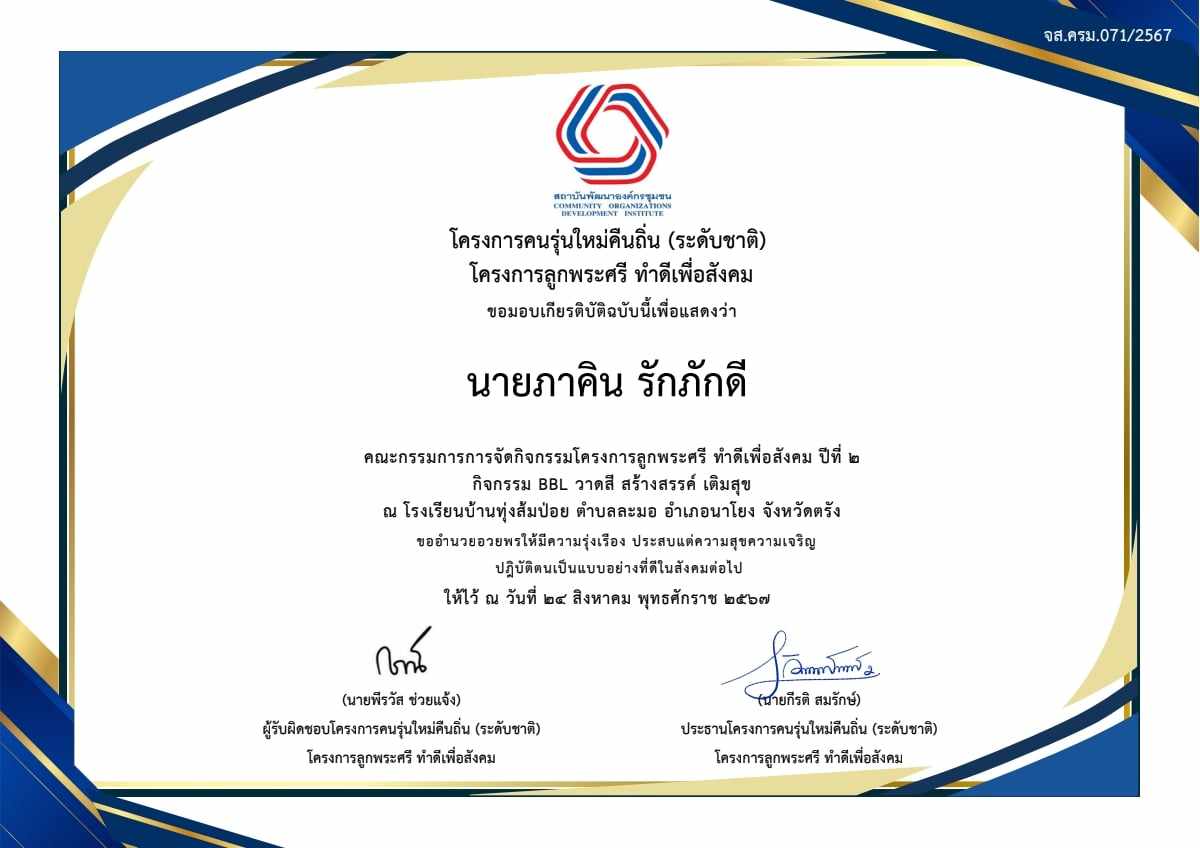 จส.ครม.071/2567
สถาบันพัฒนาองค์กรชุมชน
COMMUNITY ORGANIZATIONS
DEVELOPMENT INSTITUTE
โครงการคนรุ่นใหม่คืนถิ่น (ระดับชาติ)
โครงการลูกพระศรี ทำดีเพื่อสังคม
ขอมอบเกียรติบัติฉบับนี้เพื่อแสดงว่า
นายภาคิน รักภักดี
คณะกรรมการการจัดกิจกรรมโครงการลูกพระศรี ทำดีเพื่อสังคม ปีที่ ๒
กิจกรรม BBL วาดสี สร้างสรรค์ เติมสุข
ณ โรงเรียนบ้านทุ่งส้มป่อย ตำบลละมอ อำเภอนาโยง จังหวัดตรัง
ขออำนวยอวยพรให้มีความรุ่งเรือง ประสบแต่ความสุขความเจริญ
ปฎิบัติตนเป็นแบบอย่างที่ดีในสังคมต่อไป
ให้ไว้ ณ วันที่ ๒๔ สิงหาคม พุทธศักราช ๒๕๖๗
(นายพีรวัส ช่วยแจ้ง)
ผู้รับผิดชอบโครงการคนรุ่นใหม่คืนถิ่น (ระดับชาติ)
โครงการลูกพระศรี ทำดีเพื่อสังคม
(นายกีรติ สมรักษ์)
ประธานโครงการคนรุ่นใหม่คืนถิ่น (ระดับชาติ)
โครงการลูกพระศรี ทำดีเพื่อสังคม